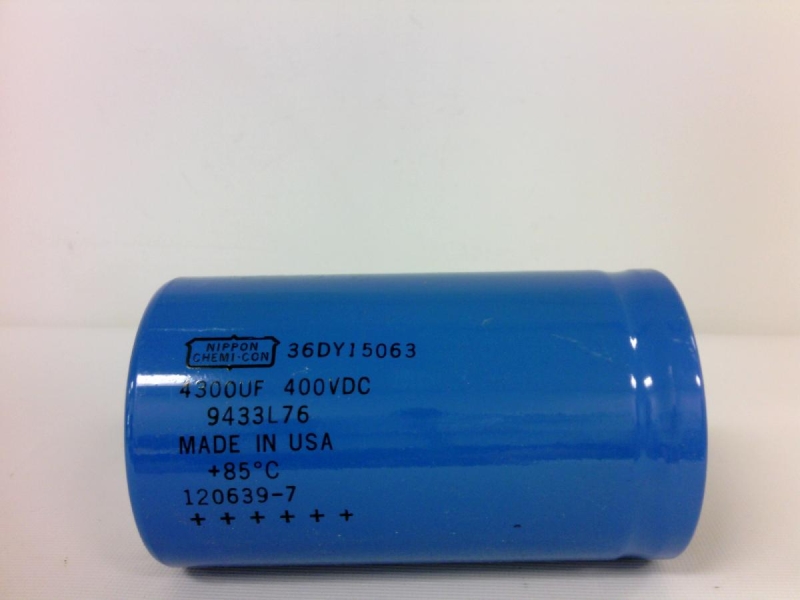 NIPPON
CHEMI-CON 36DY15063
4300UF 400VDC
9433L76
MADE IN USA
+85°C
120639-7
+ + + + + +